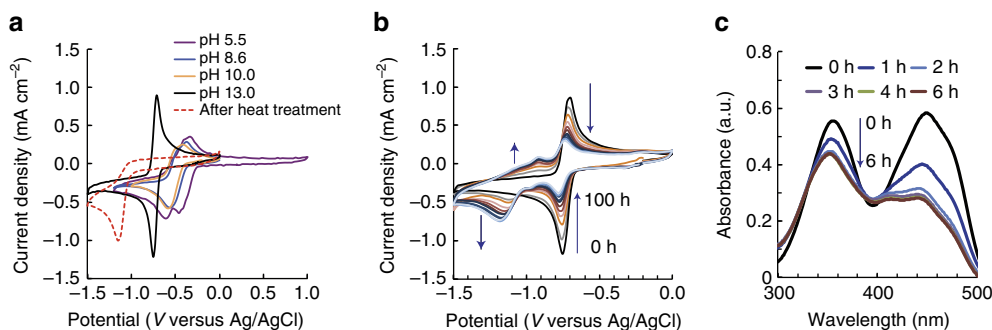 a
1.5
1.0
0.5
0.0
−0.5
−1.0
−1.5
Current density (mA cm−2)
pH 5.5
pH 8.6
pH 10.0
pH 13.0
After heat treatment
−1.5 −1.0 −0.5 0.0 0.5 1.0
Potential (V versus Ag/AgCl)
b
1.5
1.0
0.5
0.0
−0.5
−1.0
−1.5
Current density (mA cm−2)
100 h
0 h
−1.5 −1.0 −0.5 0.0
Potential (V versus Ag/AgCl)
c
0.8
0.6
0.4
0.2
0
Absorbance (a.u.)
0 h 1 h 2 h
3 h 4 h 6 h
0 h
6 h
300 400 500
Wavelength (nm)